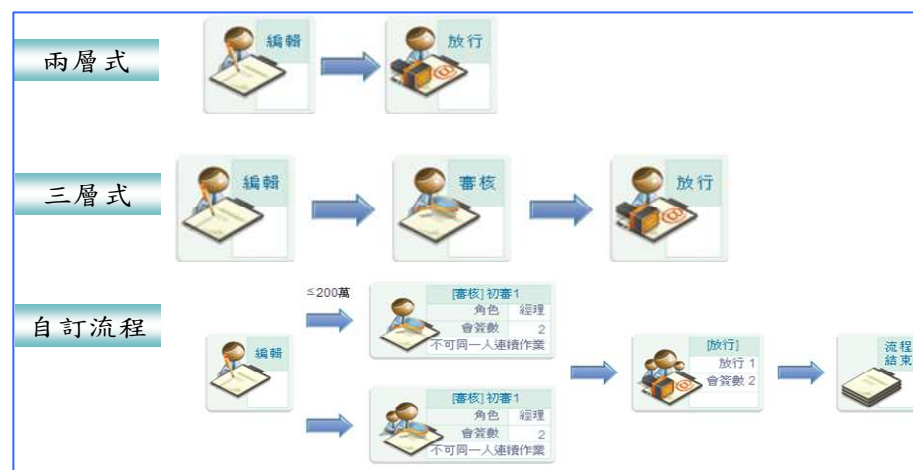 兩層式
編輯
放行
三層式
編輯
審核
放行
自訂流程
編輯
≤200萬
[審核]初審1
角色 經理
會簽數 2
不可同一人連續作業
[審核]初審1
角色 經理
會簽數 2
不可同一人連續作業
[放行]
放行 1
會簽數 2
流程
結束